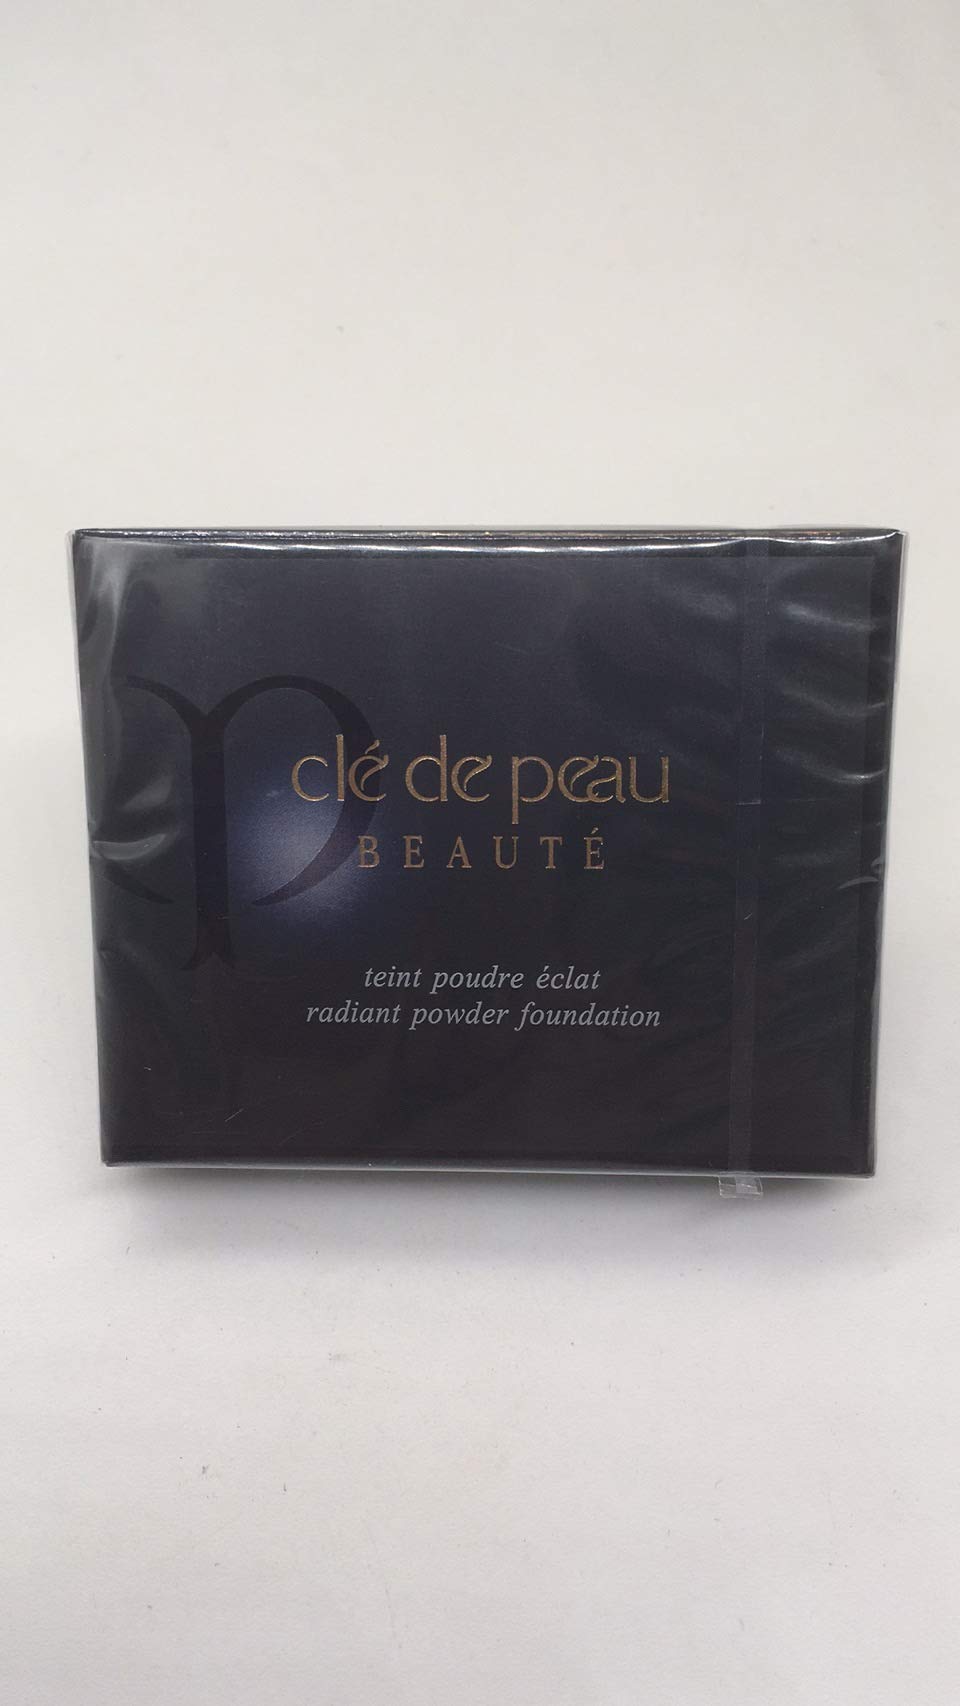 clé de peau
BEAUTÉ
teint poudre éclat
radiant powder foundation